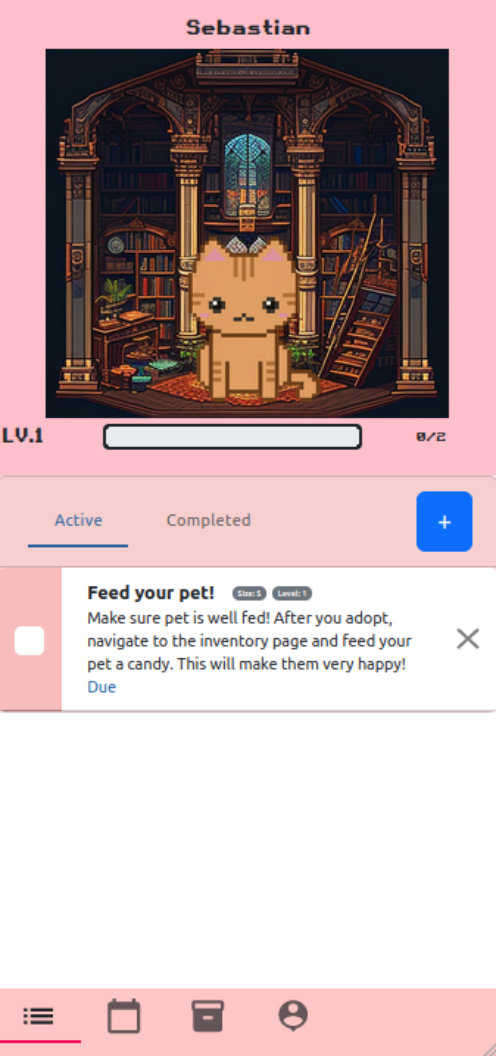 Sebastian
LV.1
0/2
Active
Completed
+
Feed your pet! Size: S Level: 1
Make sure pet is well fed! After you adopt,
navigate to the inventory page and feed your
pet a candy. This will make them very happy!
Due